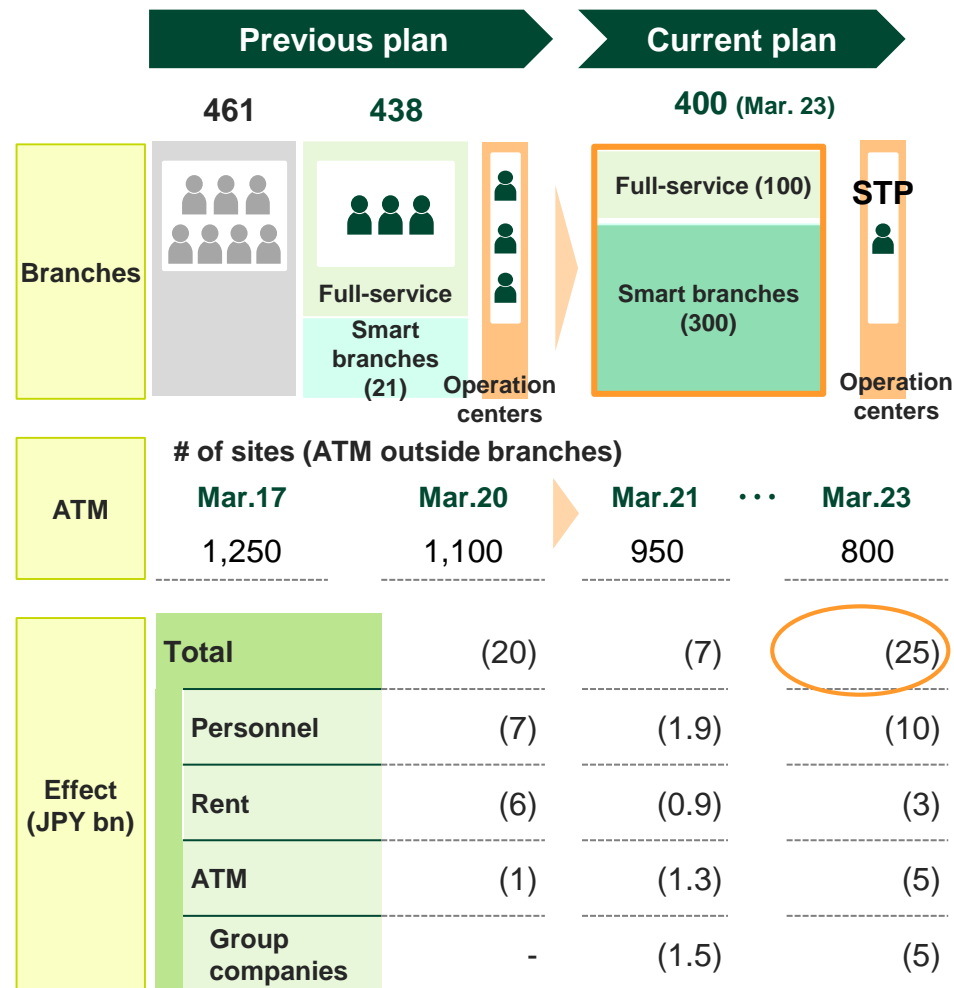 Previous plan
Current plan
461
438
400 (Mar. 23)
Branches
Full-service
Smart
branches
(21)
Operation
centers
Full-service (100)
Smart branches
(300)
STP
Operation
centers
ATM
# of sites (ATM outside branches)
Mar.17 Mar.20 Mar.21 ••• Mar.23
1,250 1,100 950 800
Effect
(JPY bn)
Total (20) (7) (25)
Personnel (7) (1.9) (10)
Rent (6) (0.9) (3)
ATM (1) (1.3) (5)
Group
companies - (1.5) (5)